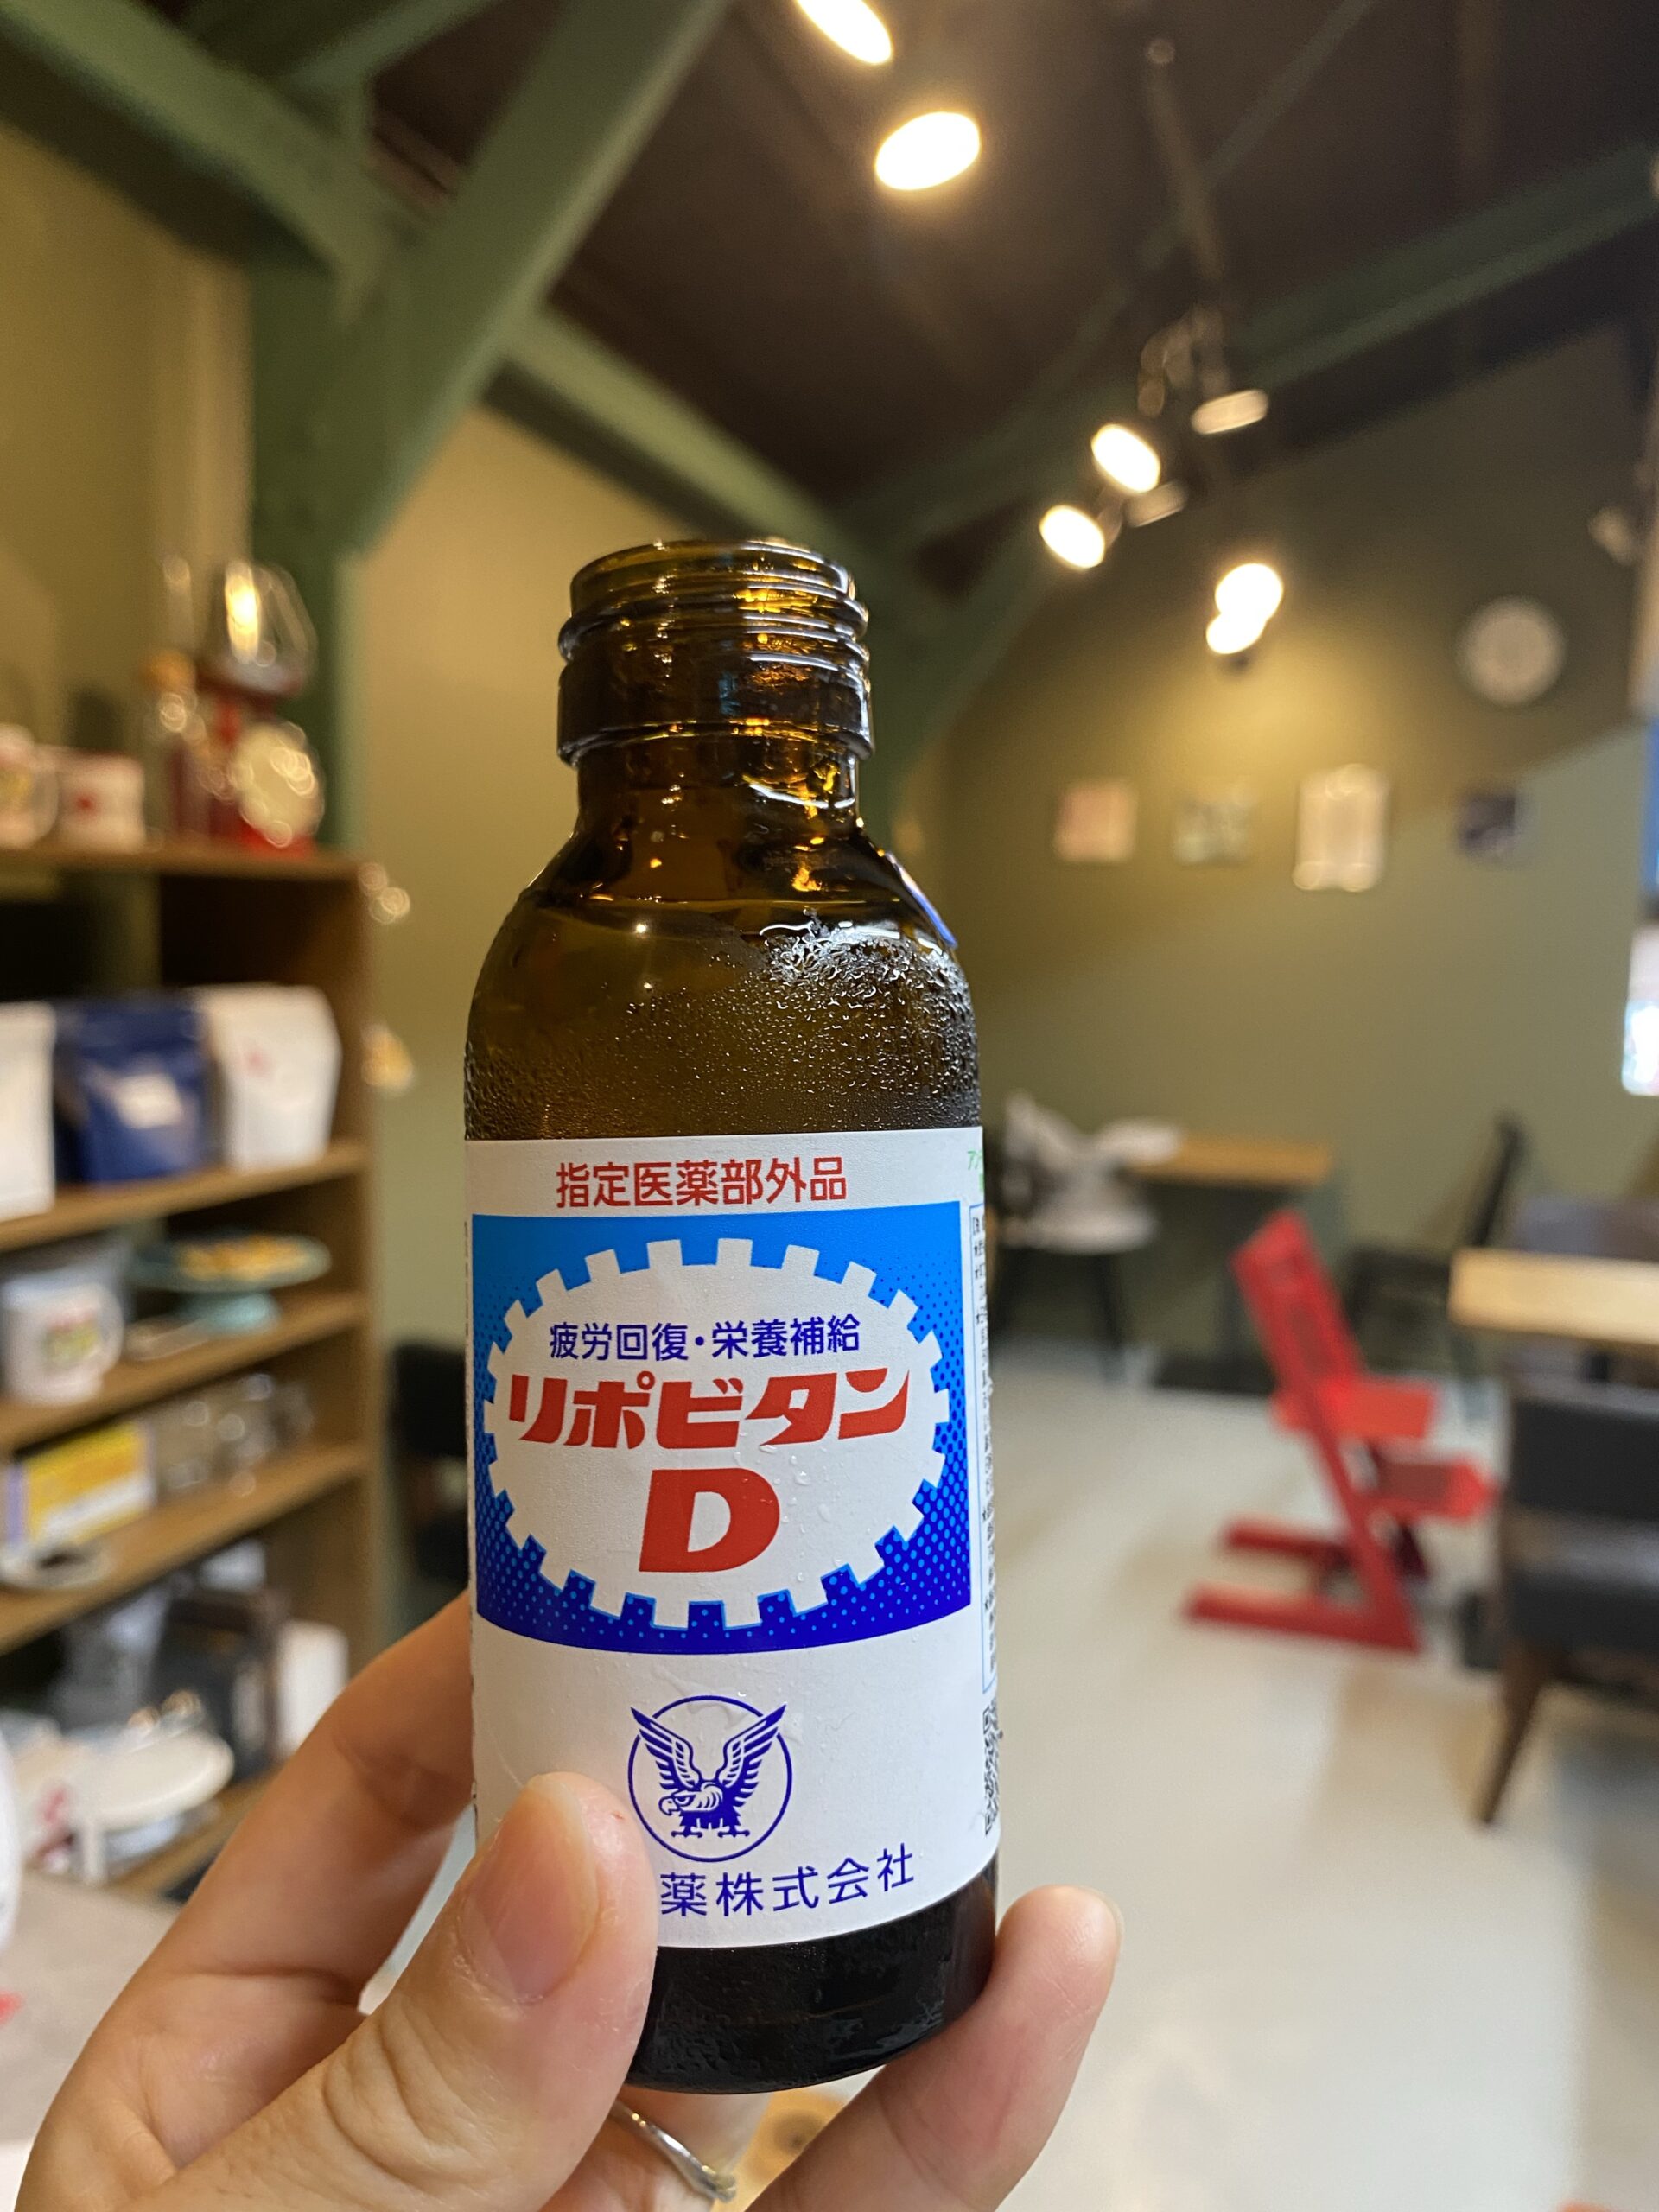 指定医薬部外品
疲労回復・栄養補給
リポビタン
D
薬株式会社